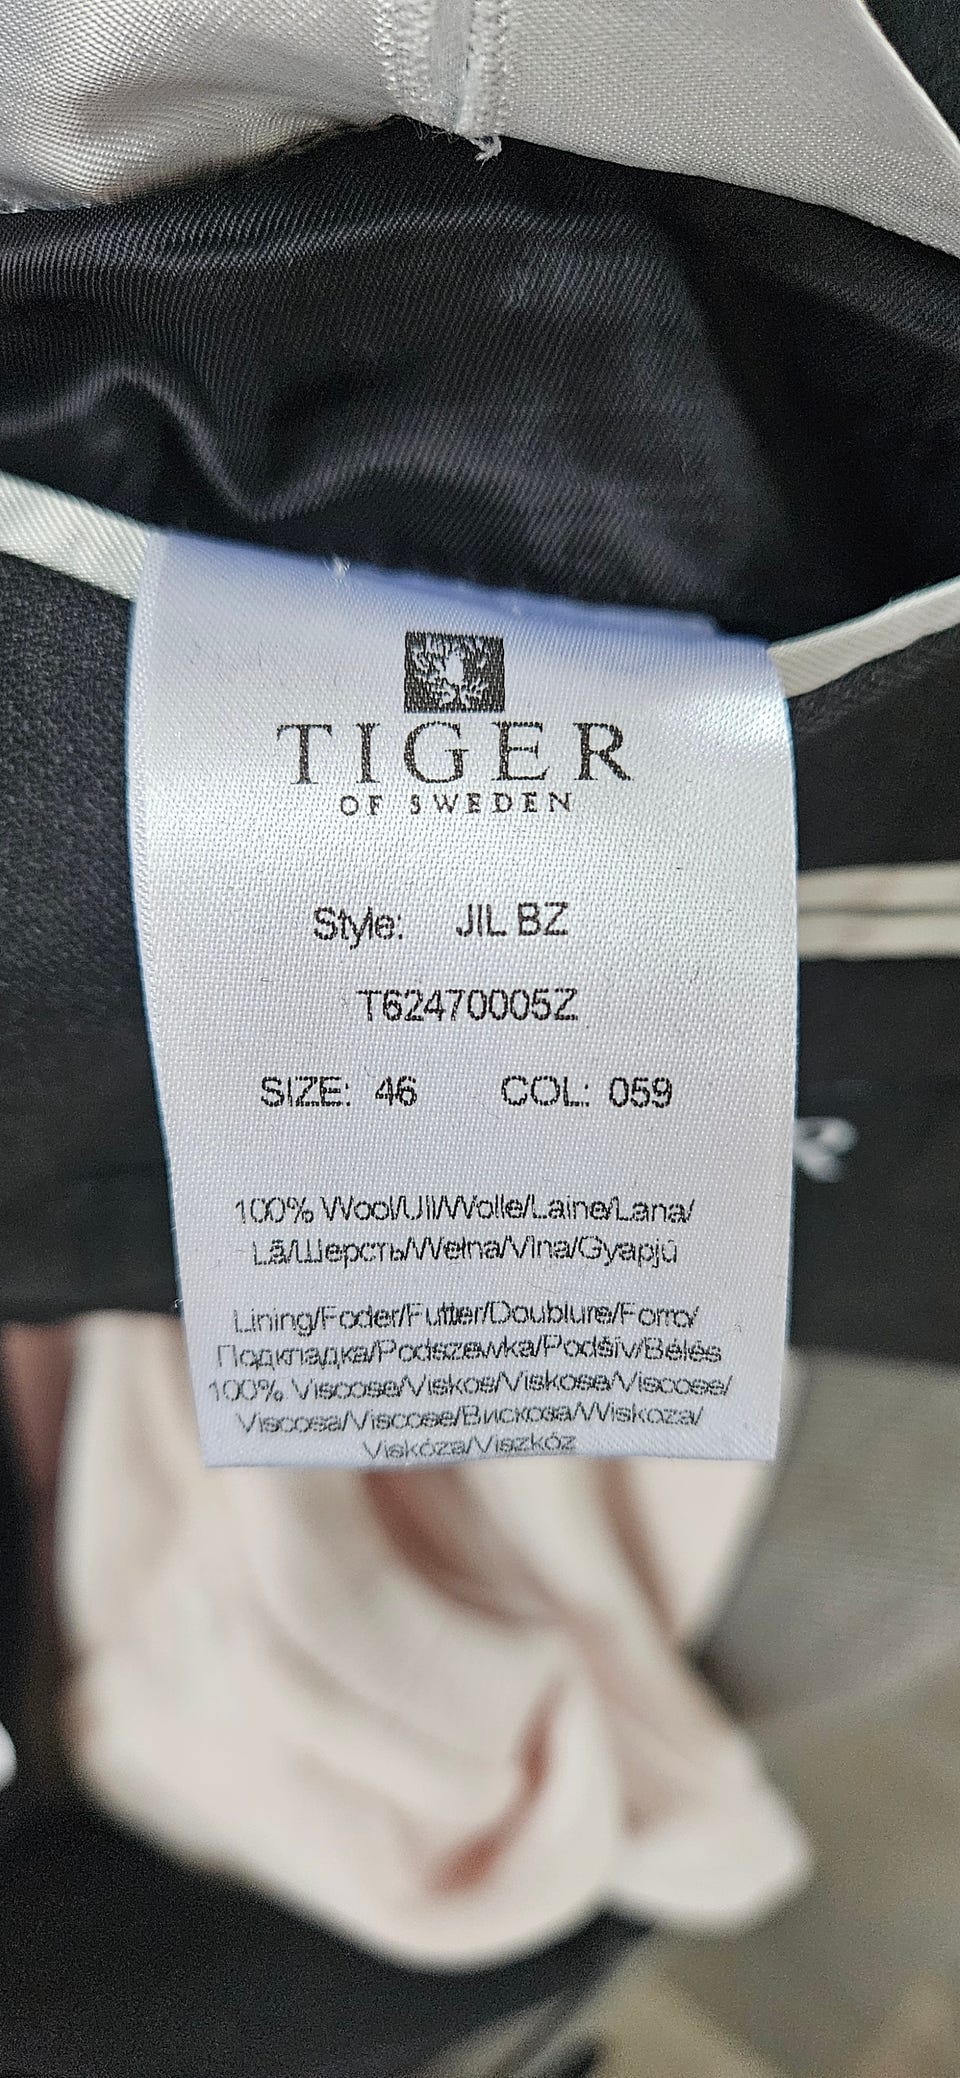 TIGER
OF SWEDEN
Style: JIL BZ
T62470005Z
SIZE: 46 COL: 059
100% Wool/Ull/Wolle/Laine/Lana/
Lã/Шерсть/Wełna/Vlna/Gyapjú
Lining/Foder/Futter/Doublure/Forro/
Подкладка/Podszewka/Podšív/Bélés
100% Viscose/Viskos/Viskose/Viscose/
Viscosa/Viscose/Вискоза/Wiskoza/
Viskóza/Viszkóz